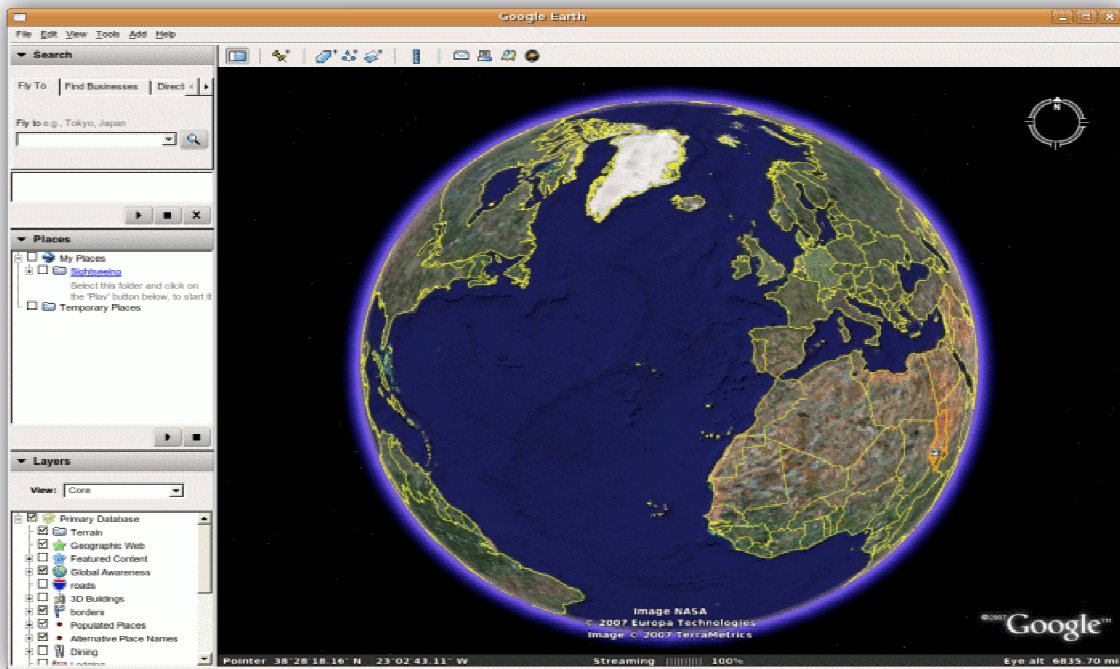 Google Earth
File Edit View Tools Add Help
Search
Fly To Find Businesses Direct
Fly to e.g., Tokyo, Japan
Places
My Places
Sightseeing
Select this folder and click on
the 'Play' button below, to start th
Temporary Places
Layers
View: Core
Primary Database
Terrain
Geographic Web
Featured Content
Global Awareness
roads
3D Buildings
borders
Populated Places
Alternative Place Names
Dining
Lodging
N
Image NASA
© 2007 Europa Technologies
Image © 2007 TerraMetrics
©2007 Google™
Pointer 38°28'18.16" N 23°02'43.11" W Streaming 100% Eye alt 6835.70 mi